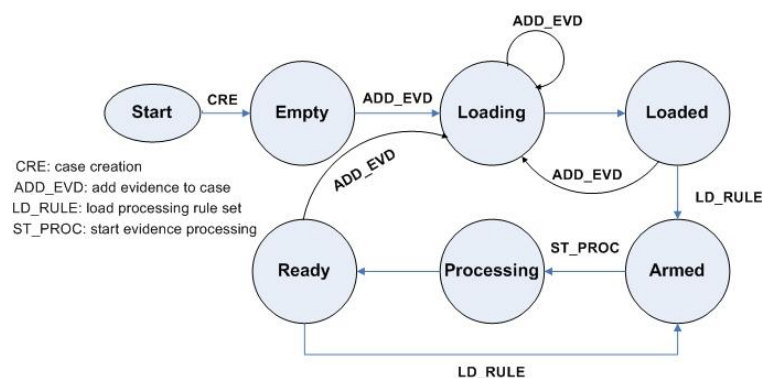 ADD_EVD
CRE
ADD_EVD
Start
Empty
Loading
Loaded
ADD_EVD
ADD_EVD
CRE: case creation
ADD_EVD: add evidence to case
LD_RULE: load processing rule set
ST_PROC: start evidence processing
LD_RULE
ST_PROC
Ready
Processing
Armed
LD_RULE